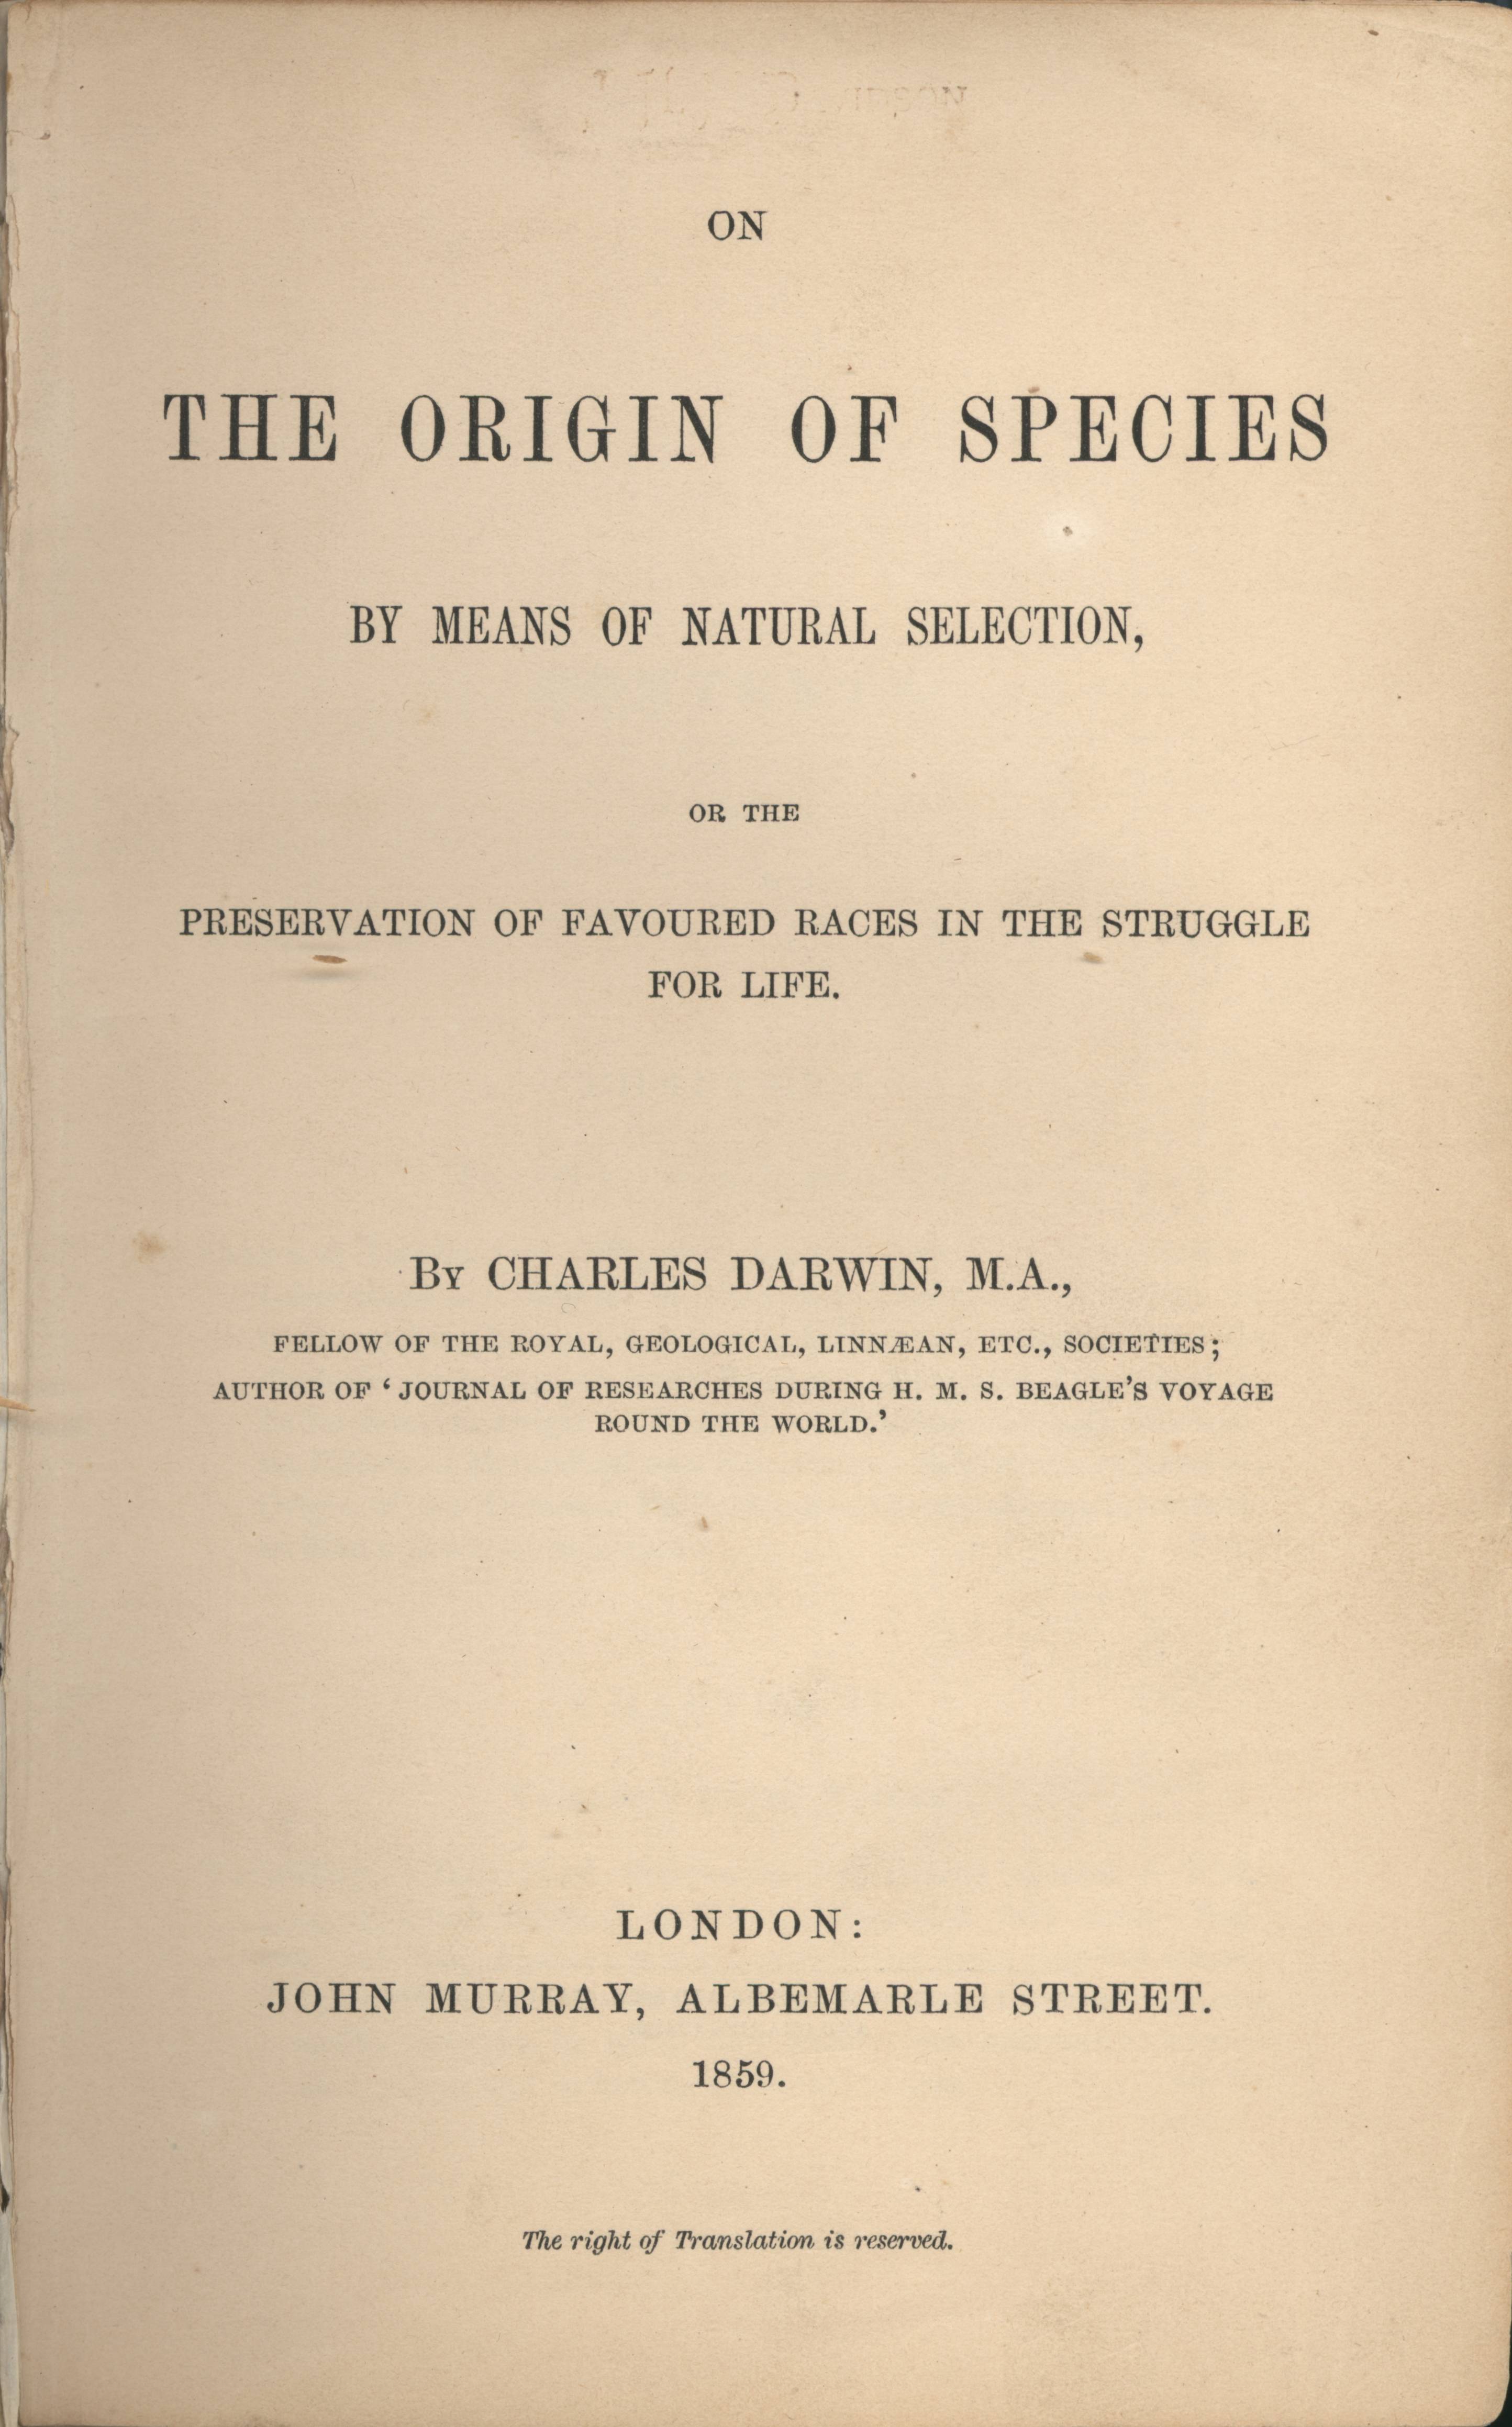 ON
THE ORIGIN OF SPECIES
BY MEANS OF NATURAL SELECTION,
OR THE
PRESERVATION OF FAVOURED RACES IN THE STRUGGLE
FOR LIFE.
By CHARLES DARWIN, M.A.,
FELLOW OF THE ROYAL, GEOLOGICAL, LINNÆAN, ETC., SOCIETIES;
AUTHOR OF ‘JOURNAL OF RESEARCHES DURING H. M. S. BEAGLE’S VOYAGE
ROUND THE WORLD.’
LONDON:
JOHN MURRAY, ALBEMARLE STREET.
1859.
The right of Translation is reserved.